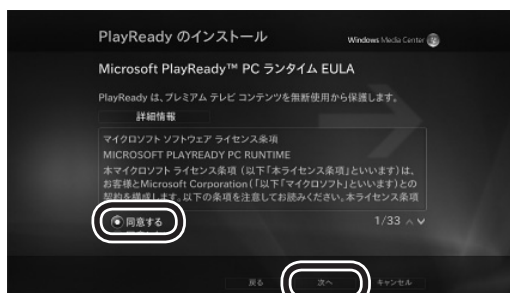 PlayReady のインストール
Windows Media Center
Microsoft PlayReady™ PC ランタイム EULA
PlayReady は、プレミアム テレビ コンテンツを無断使用から保護します。
詳細情報
マイクロソフト ソフトウェア ライセンス条項
MICROSOFT PLAYREADY PC RUNTIME
本マイクロソフト ライセンス条項 (以下「本ライセンス条項」といいます) は、
お客様とMicrosoft Corporation (「以下「マイクロソフト」といいます) との
契約を構成します。以下の条項を注意してお読みください。本ライセンス条項
同意する
1/33
戻る
次へ
キャンセル